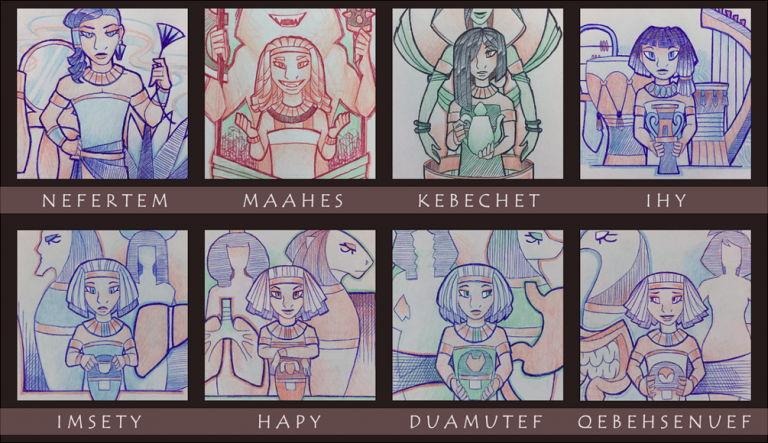 NEFERTEM
MAAHES
KEBECHET
IHY
IMSETY
HAPY
DUAMUTEF
QEBEHSENUEF